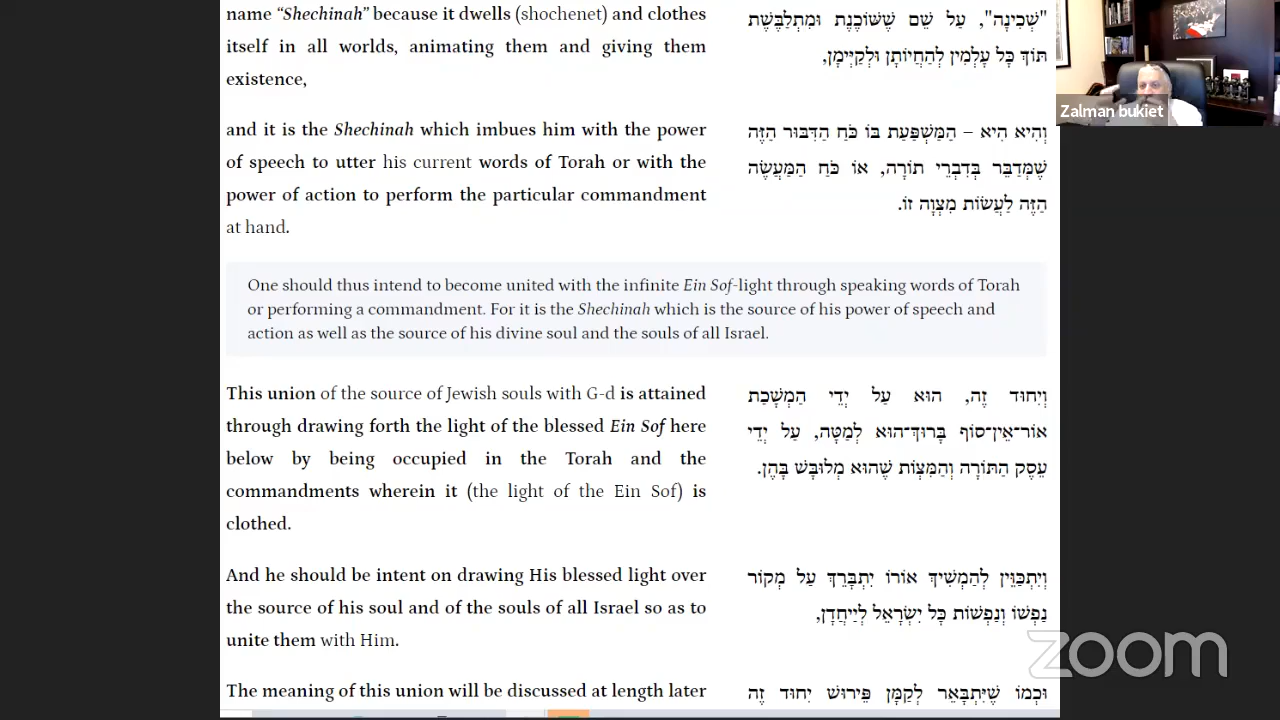 name “Shechinah” because it dwells (shochenet) and clothes
itself in all worlds, animating them and giving them
existence,
"שְׁכִינָה", עַל שֵׁם שֶׁשּׁוֹכֶנֶת וּמִתְלַבֶּשֶׁת
תּוֹךְ כָּל עָלְמִין לְהַחֲיוֹתָן וּלְקַיְּימָן,
and it is the Shechinah which imbues him with the power
of speech to utter his current words of Torah or with the
power of action to perform the particular commandment
at hand.
וְהִיא הִיא – הַמַּשְׁפַּעַת בּוֹ כֹּחַ הַדִּבּוּר הַזֶּה
שֶׁמְּדַבֵּר בְּדִבְרֵי תוֹרָה, אוֹ כֹּחַ הַמַּעֲשֶׂה
הַזֶּה לַעֲשׂוֹת מִצְוָה זוֹ.
One should thus intend to become united with the infinite Ein Sof-light through speaking words of Torah
or performing a commandment. For it is the Shechinah which is the source of his power of speech and
action as well as the source of his divine soul and the souls of all Israel.
This union of the source of Jewish souls with G-d is attained
through drawing forth the light of the blessed Ein Sof here
below by being occupied in the Torah and the
commandments wherein it (the light of the Ein Sof) is
clothed.
וְיִחוּד זֶה, הוּא עַל יְדֵי הַמְשָׁכַת
אוֹר־אֵין־סוֹף בָּרוּךְ־הוּא לְמַטָּה, עַל יְדֵי
עֵסֶק הַתּוֹרָה וְהַמִּצְוֹת שֶׁהוּא מְלוּבָּשׁ בָּהֶן.
And he should be intent on drawing His blessed light over
the source of his soul and of the souls of all Israel so as to
unite them with Him.
וְיִתְכַּוֵּין לְהַמְשִׁיךְ אוֹרוֹ יִתְבָּרֵךְ עַל מְקוֹר
נַפְשׁוֹ וְנַפְשׁוֹת כָּל יִשְׂרָאֵל לְיַיחֲדָן,
The meaning of this union will be discussed at length later
וּכְמוֹ שֶׁיִּתְבָּאֵר לְקַמָּן פֵּירוּשׁ יִחוּד זֶה
Zalman bukiet
zoom